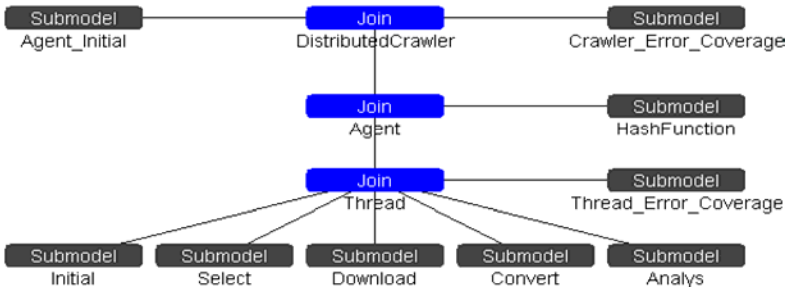 Submodel Join Submodel
Agent_Initial DistributedCrawler Crawler_Error_Coverage
Join Submodel
Agent HashFunction
Join Submodel
Thread Thread_Error_Coverage
Submodel Submodel Submodel Submodel Submodel
Initial Select Download Convert Analys